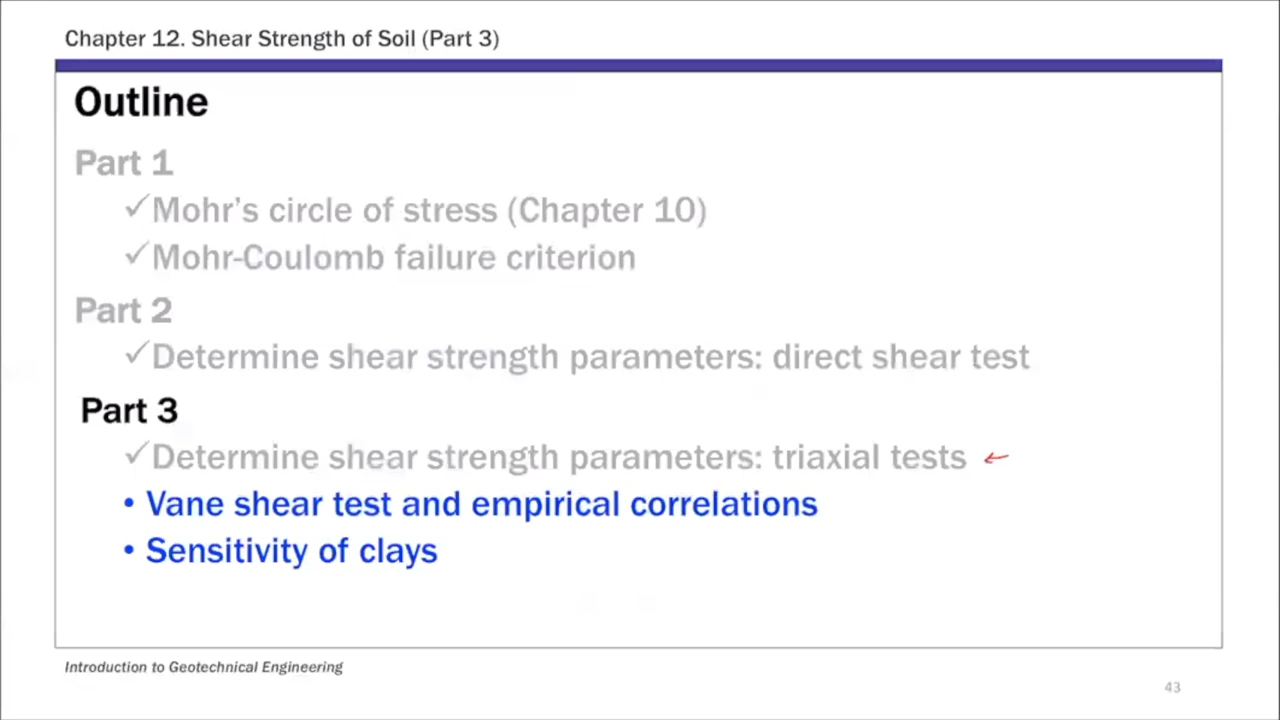 Chapter 12. Shear Strength of Soil (Part 3)
Outline
Part 1
✓Mohr's circle of stress (Chapter 10)
✓Mohr-Coulomb failure criterion
Part 2
✓Determine shear strength parameters: direct shear test
Part 3
✓Determine shear strength parameters: triaxial tests ←
• Vane shear test and empirical correlations
• Sensitivity of clays
Introduction to Geotechnical Engineering
43